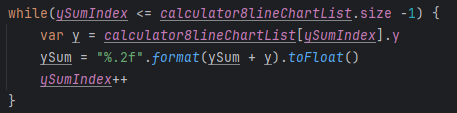 while(ySumIndex <= calculator8lineChartList.size -1) {
    var y = calculator8lineChartList[ySumIndex].y
    ySum = "%.2f".format(ySum + y).toFloat()
    ySumIndex++
}